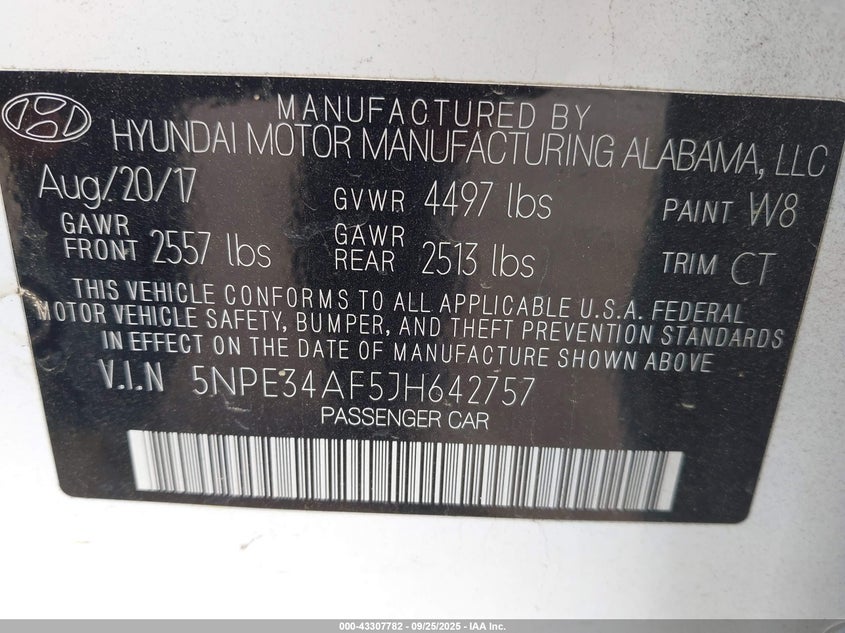 MANUFACTURED BY
HYUNDAI MOTOR MANUFACTURING ALABAMA, LLC
Aug/20/17 GVWR 4497 lbs PAINT W8
GAWR FRONT 2557 lbs GAWR REAR 2513 lbs TRIM CT
THIS VEHICLE CONFORMS TO ALL APPLICABLE U.S.A. FEDERAL
MOTOR VEHICLE SAFETY, BUMPER, AND THEFT PREVENTION STANDARDS
IN EFFECT ON THE DATE OF MANUFACTURE SHOWN ABOVE
V.I.N 5NPE34AF5JH642757
PASSENGER CAR
000-43307782 - 09/25/2025 - IAA Inc.